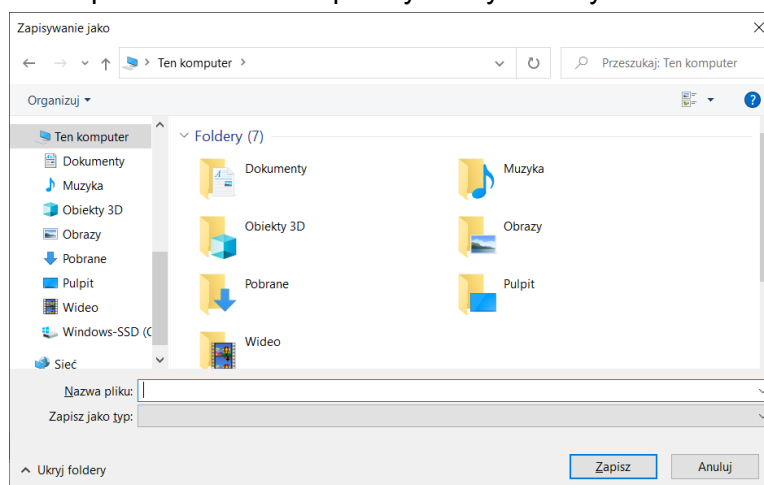 Zapisywanie jako
Ten komputer
Przeszukaj: Ten komputer
Organizuj
Ten komputer
Dokumenty
Muzyka
Obiekty 3D
Obrazy
Pobrane
Pulpit
Wideo
Windows-SSD (C
Sieć
Foldery (7)
Dokumenty
Muzyka
Obiekty 3D
Obrazy
Pobrane
Pulpit
Wideo
Nazwa pliku:
Zapisz jako typ:
Ukryj foldery
Zapisz
Anuluj